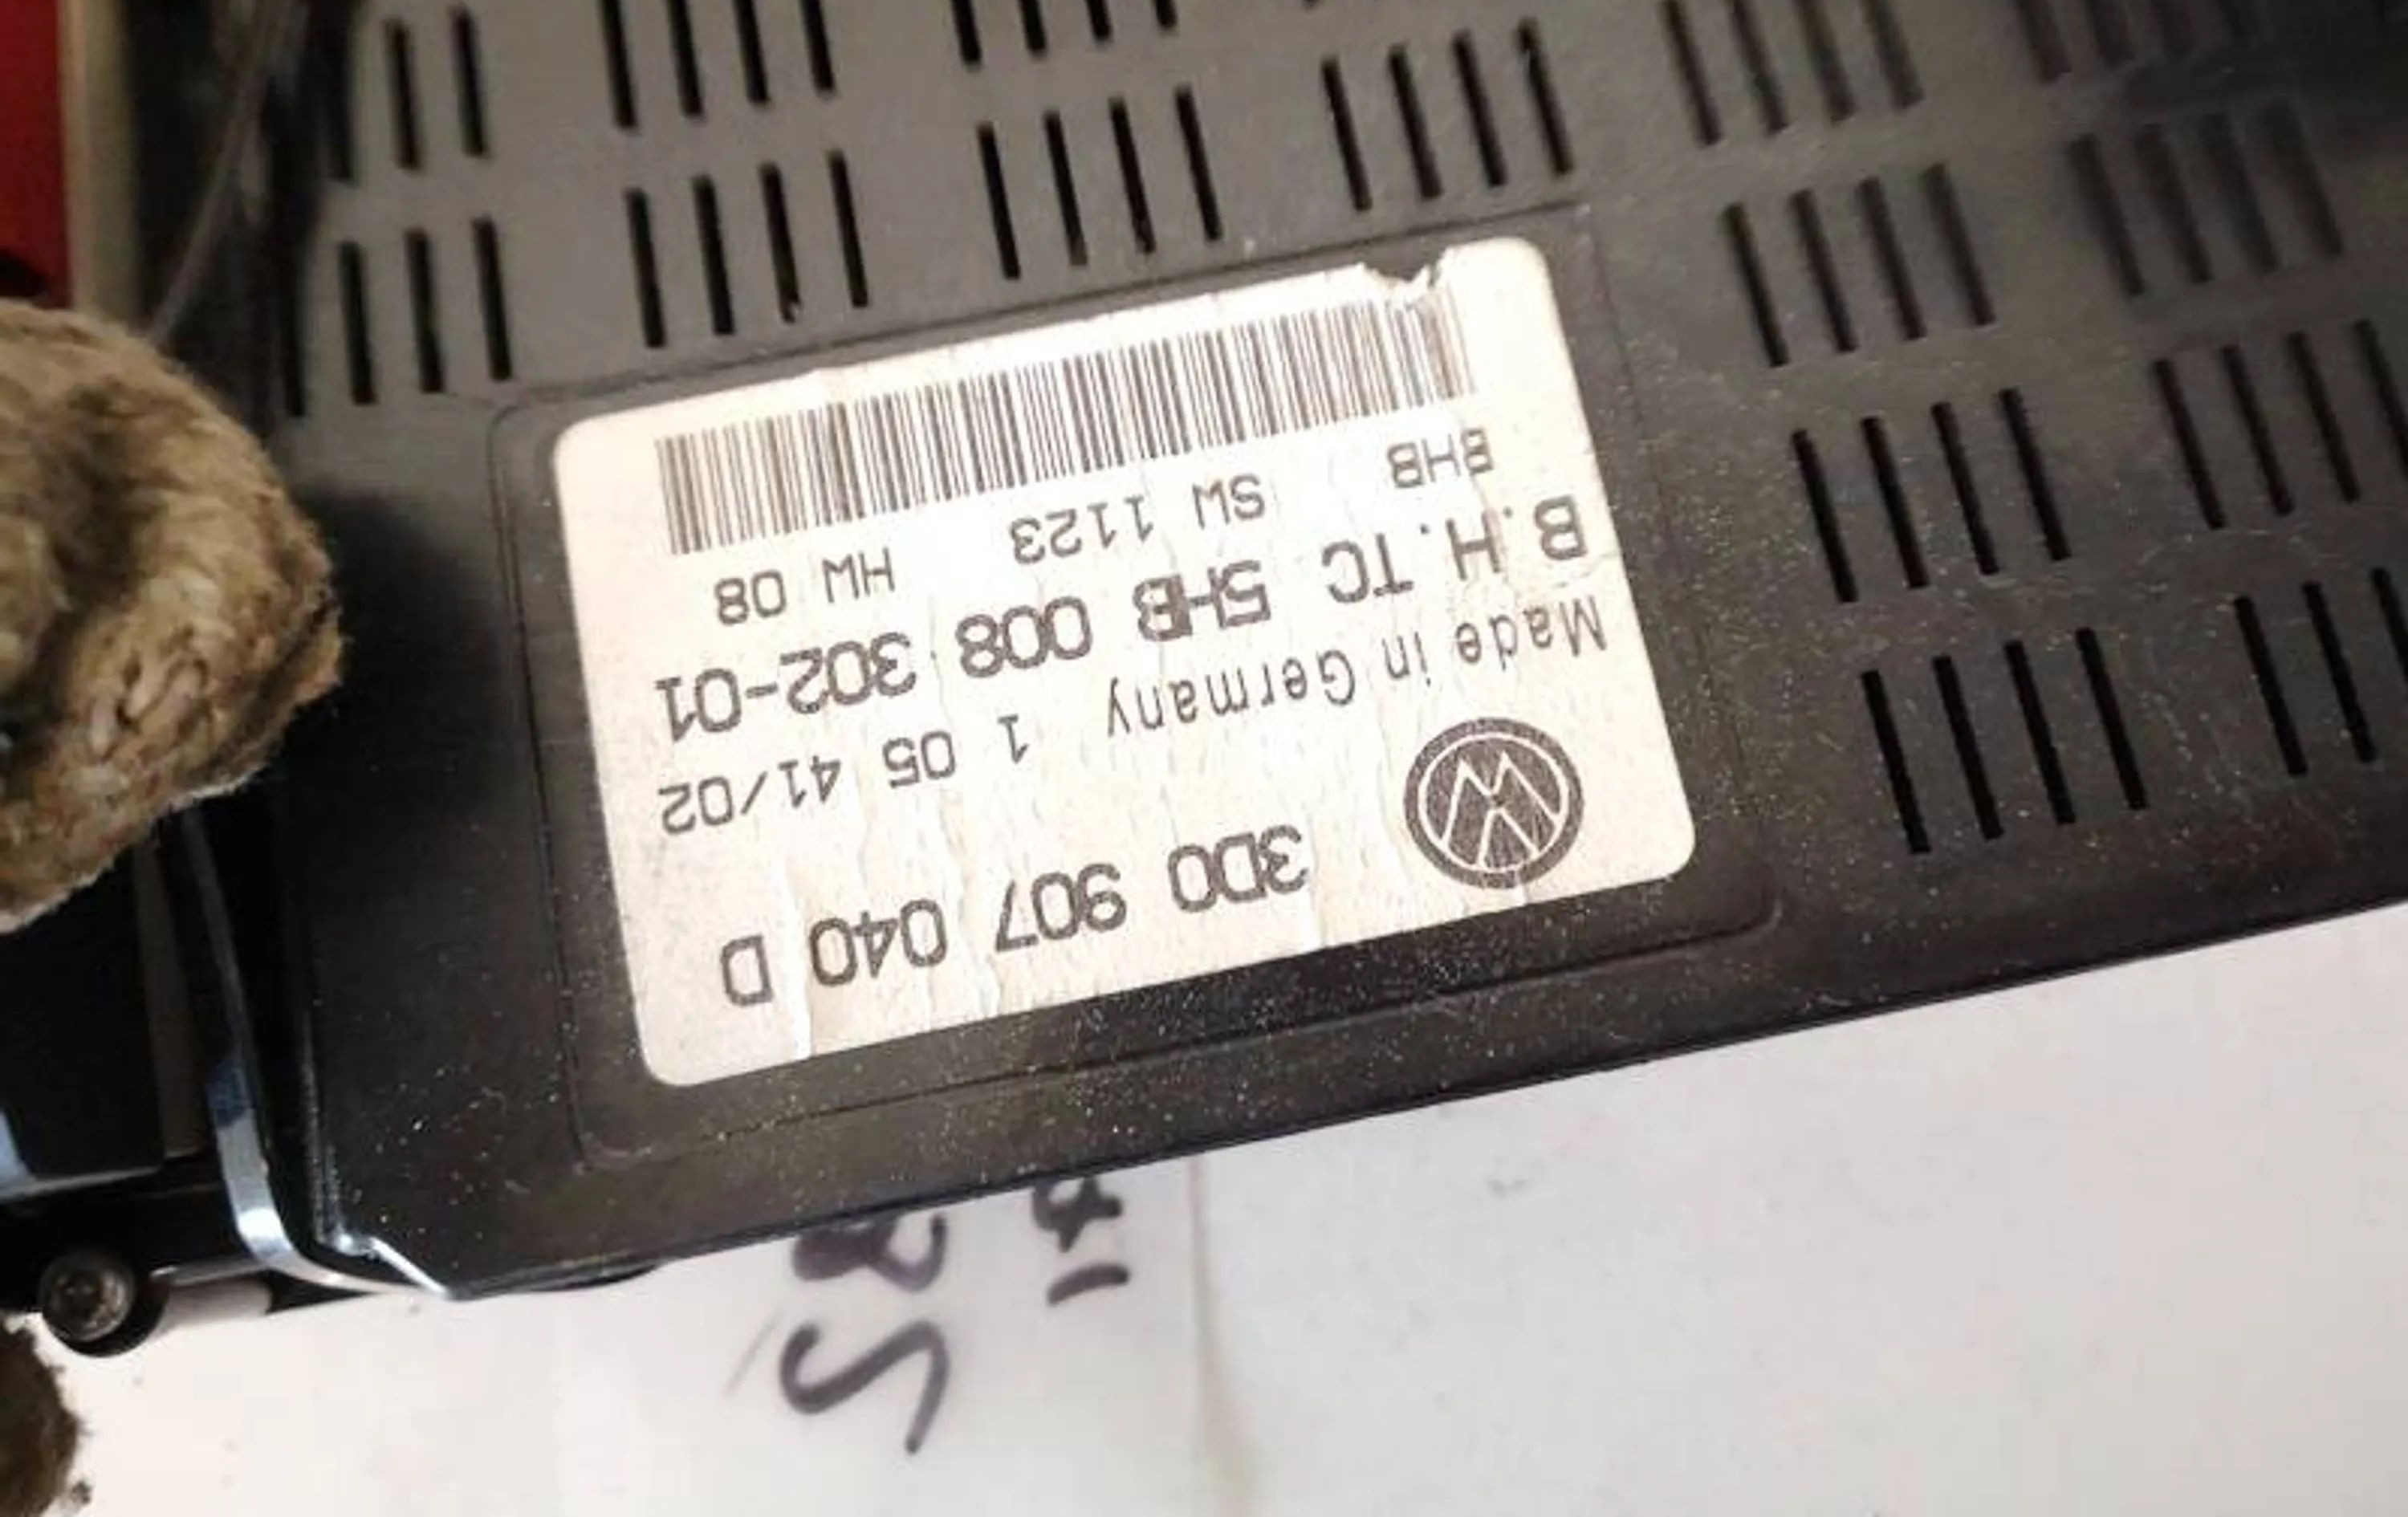 3D0 907 040 D
Made in Germany 1 05 41/02
B.H.TC 5HB 008 302-01
BHB SW 1123 HW 08